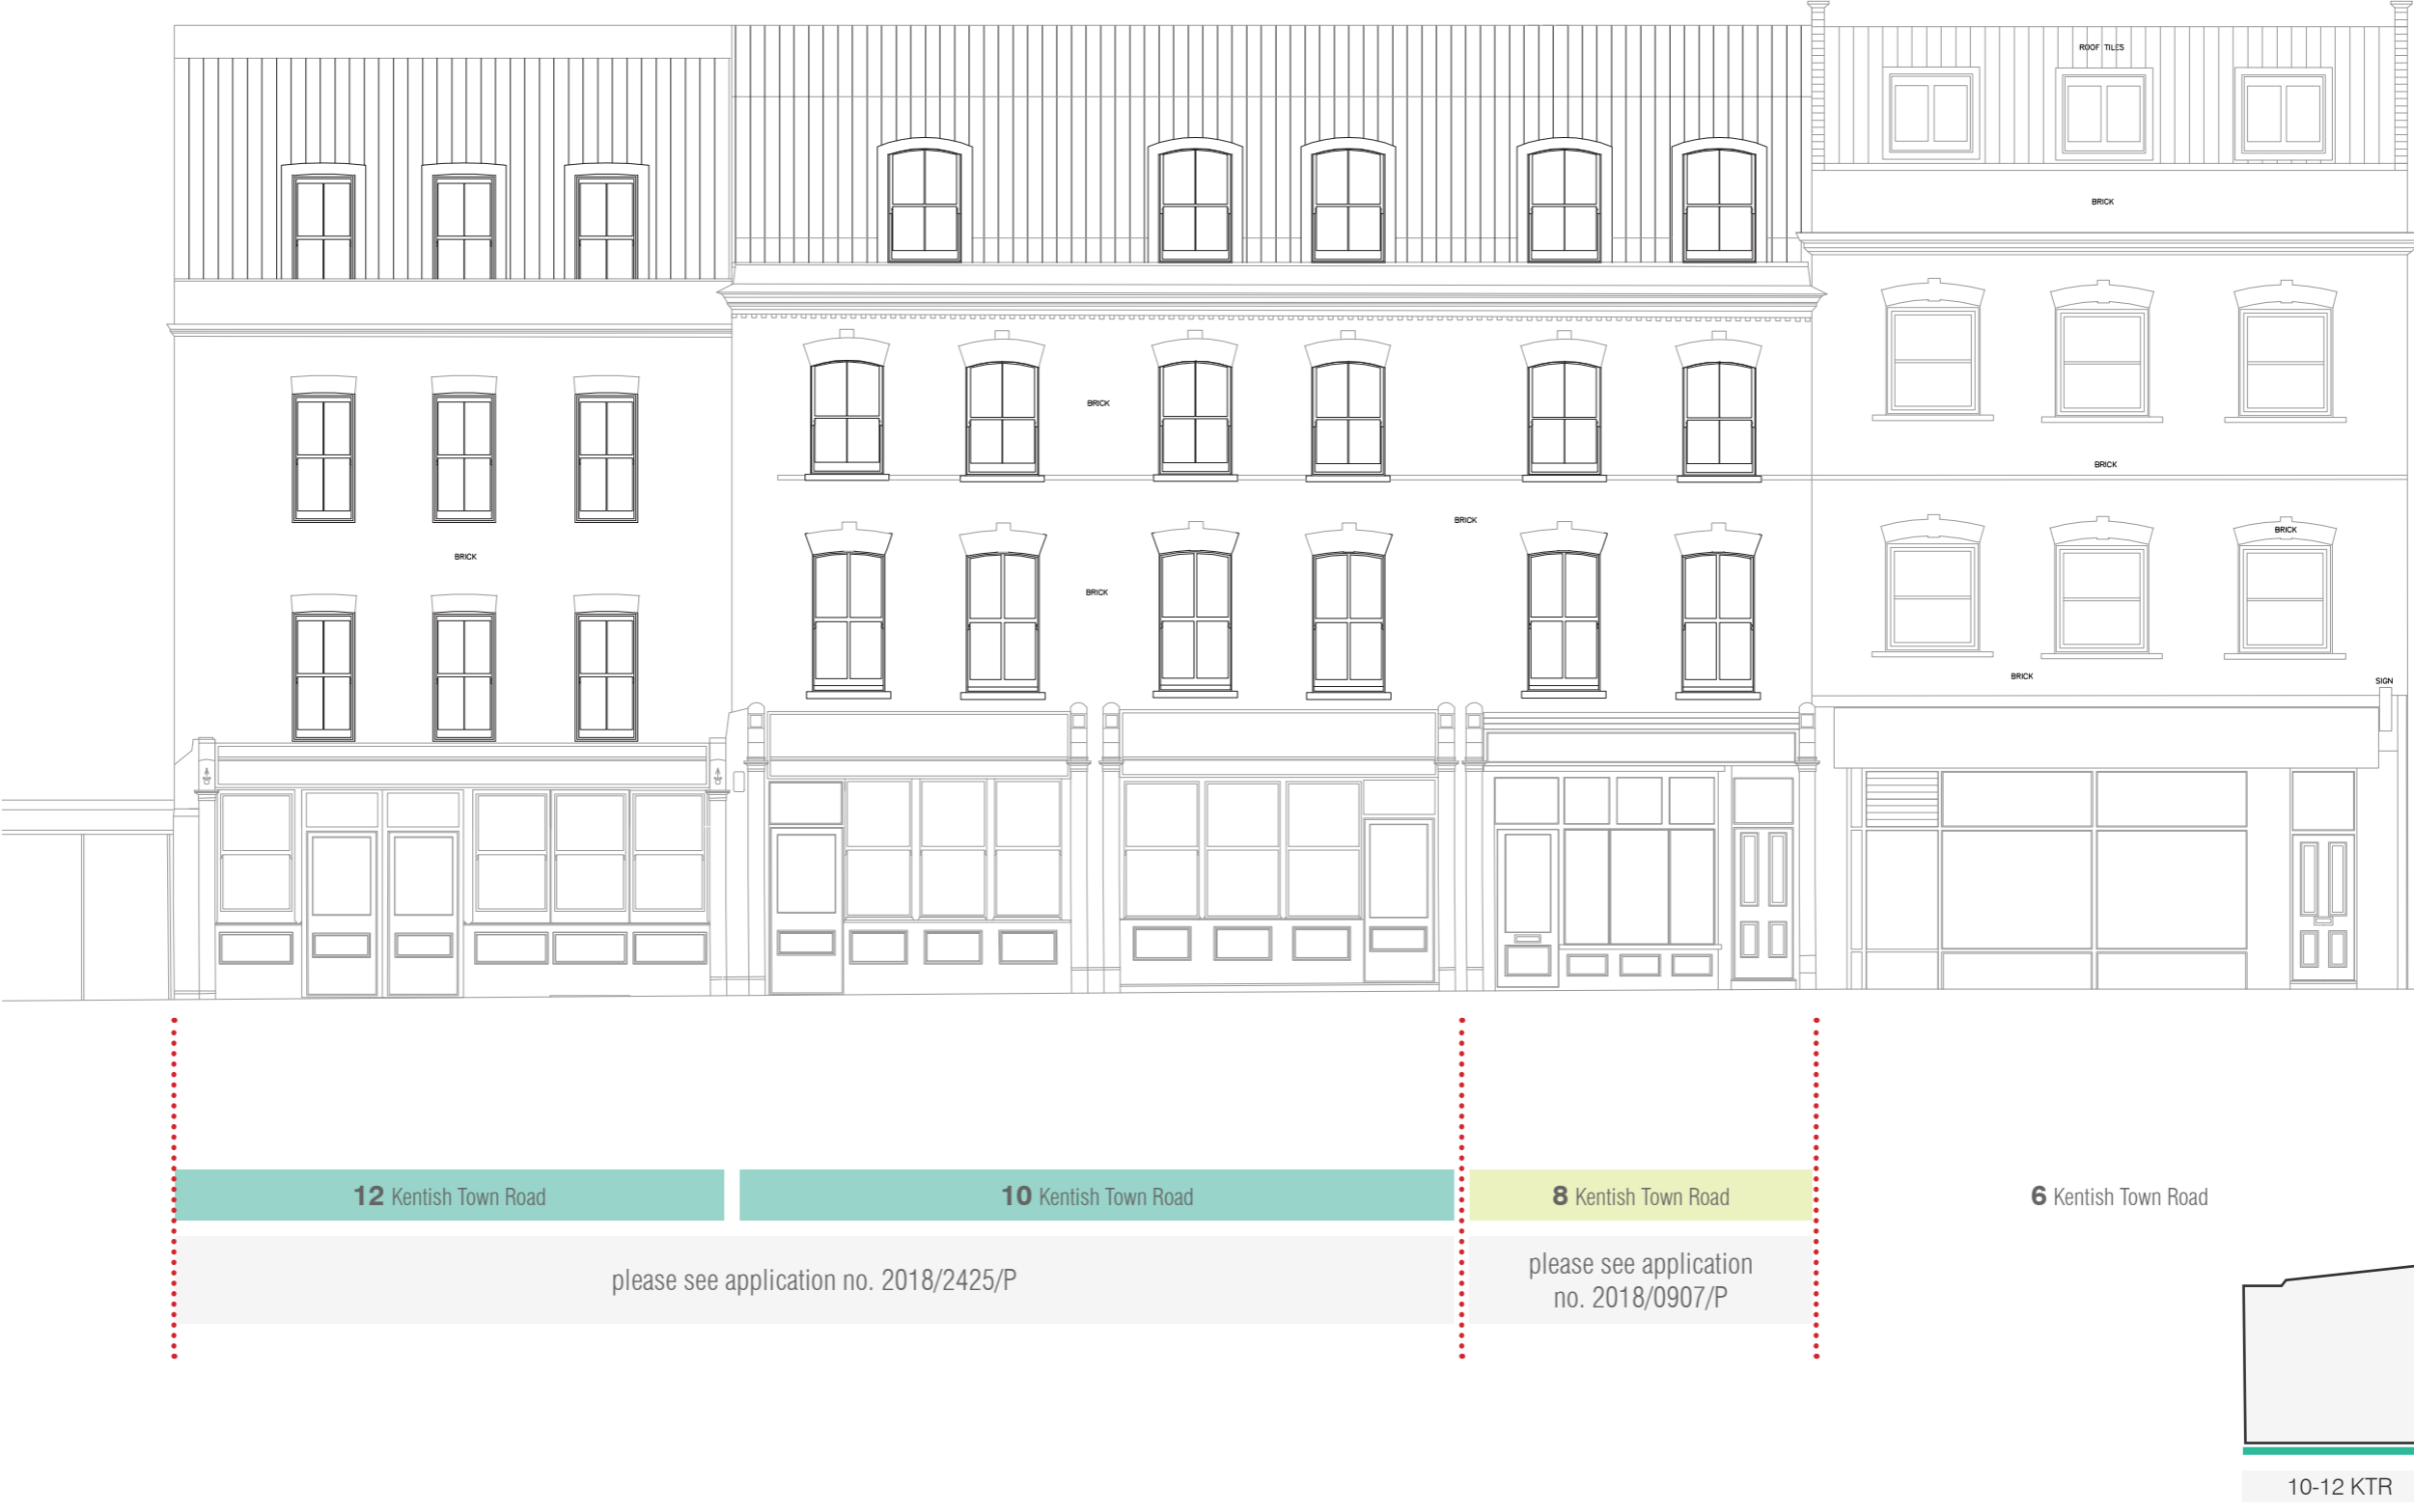 ROOF TILES
BRICK
BRICK
BRICK
BRICK
BRICK
BRICK
BRICK
BRICK
SIGN
12 Kentish Town Road
10 Kentish Town Road
8 Kentish Town Road
6 Kentish Town Road
please see application no. 2018/2425/P
please see application
no. 2018/0907/P
10-12 KTR